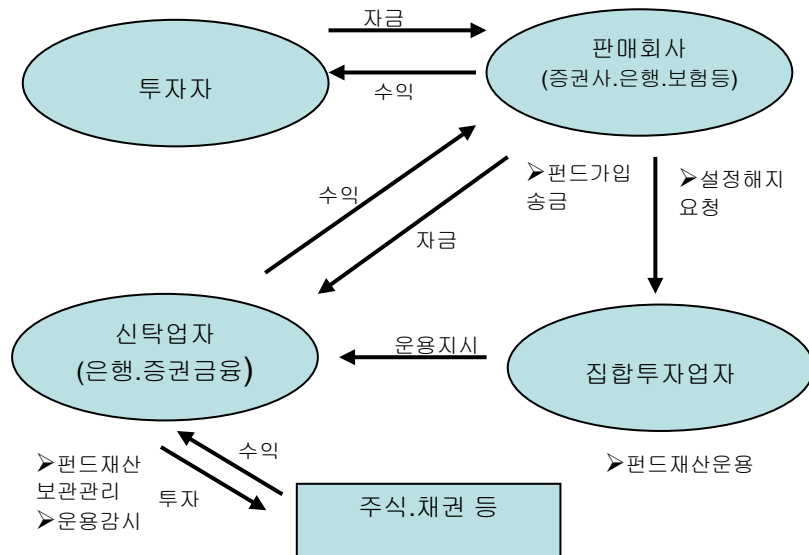 자금
투자자
수익
판매회사
(증권사.은행.보험등)
수익
자금
➢펀드가입
송금
➢설정해지
요청
신탁업자
(은행.증권금융)
운용지시
집합투자업자
➢펀드재산
보관관리
➢운용감시
수익
투자
➢펀드재산운용
주식.채권 등